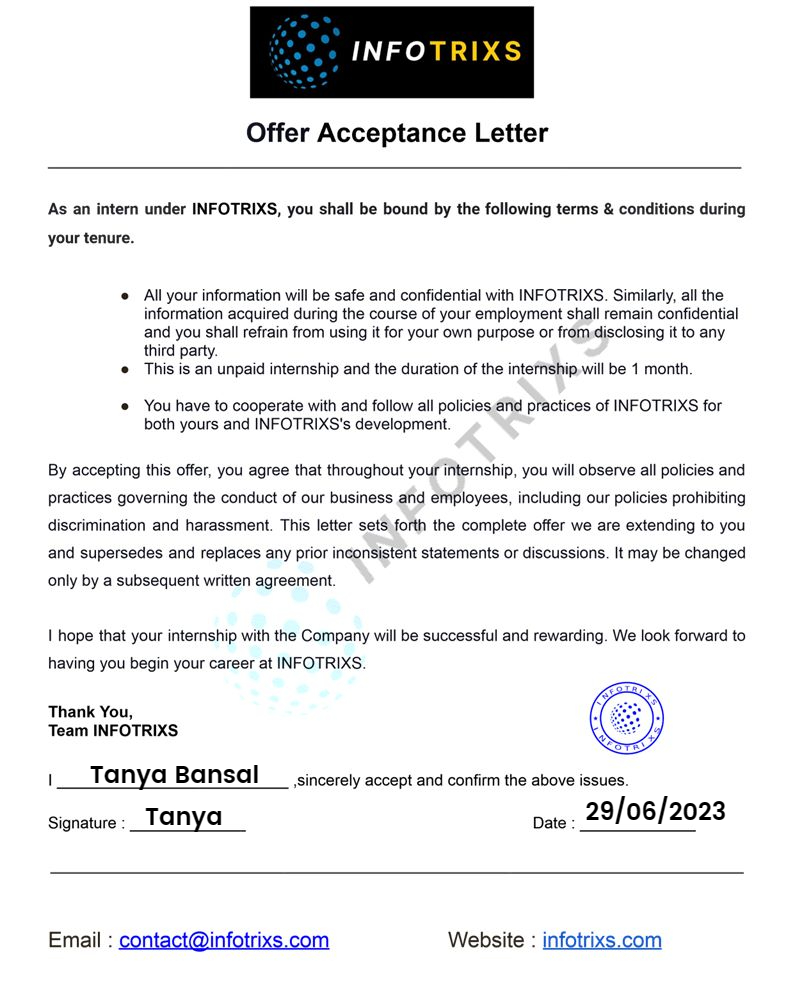 INFOTRIXS
Offer Acceptance Letter
As an intern under INFOTRIXS, you shall be bound by the following terms & conditions during
your tenure.
● All your information will be safe and confidential with INFOTRIXS. Similarly, all the
information acquired during the course of your employment shall remain confidential
and you shall refrain from using it for your own purpose or from disclosing it to any
third party.
● This is an unpaid internship and the duration of the internship will be 1 month.
● You have to cooperate with and follow all policies and practices of INFOTRIXS for
both yours and INFOTRIXS's development.
By accepting this offer, you agree that throughout your internship, you will observe all policies and
practices governing the conduct of our business and employees, including our policies prohibiting
discrimination and harassment. This letter sets forth the complete offer we are extending to you
and supersedes and replaces any prior inconsistent statements or discussions. It may be changed
only by a subsequent written agreement.
INFOTRIXS
I hope that your internship with the Company will be successful and rewarding. We look forward to
having you begin your career at INFOTRIXS.
Thank You,
Team INFOTRIXS
INFOTRIXS
INFOTRIXS
I Tanya Bansal ,sincerely accept and confirm the above issues.
Signature : Tanya Date : 29/06/2023
Email : contact@infotrixs.com Website : infotrixs.com